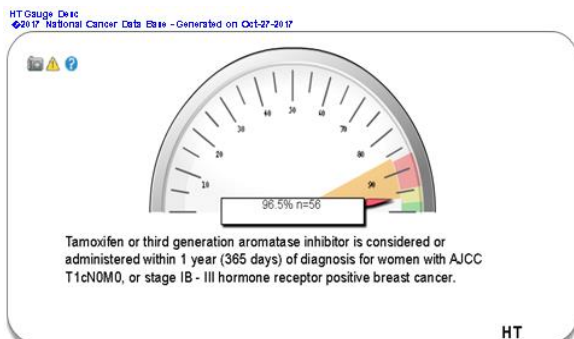 HT Gauge Desc
�2017 National Cancer Data Base - Generated on Oct-27-2017
10
20
30
40
50
60
70
80
90
96.5% n=56
Tamoxifen or third generation aromatase inhibitor is considered or
administered within 1 year (365 days) of diagnosis for women with AJCC
T1cN0M0, or stage IB - III hormone receptor positive breast cancer.
HT